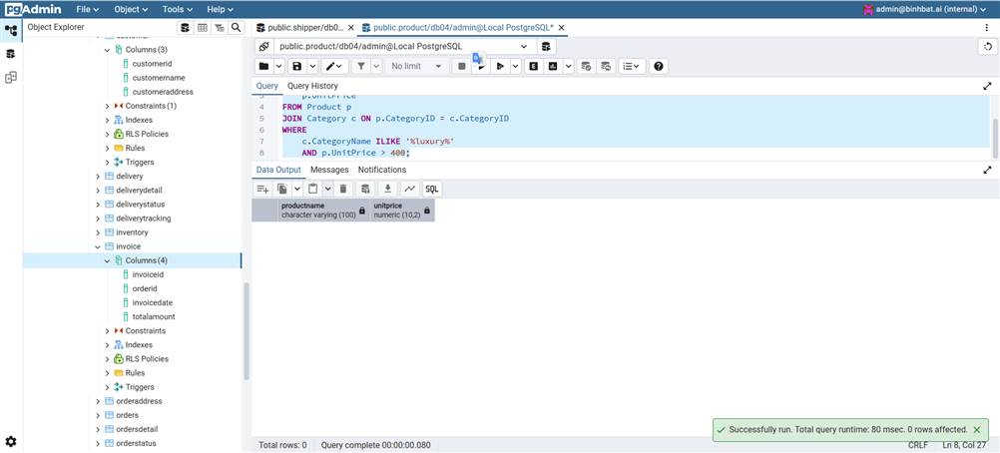 pgAdmin File Object Tools Help admin@binhbat.ai (internal)
Object Explorer
public.shipper/db0... public.product/db04/admin@Local PostgreSQL*
public.product/db04/admin@Local PostgreSQL
No limit
Query Query History
customer
Columns (3)
customerid
customername
customeraddress
Constraints (1)
Indexes
RLS Policies
Rules
Triggers
delivery
deliverydetail
deliverystatus
deliverytracking
inventory
invoice
Columns (4)
invoiceid
orderid
invoicedate
totalamount
Constraints
Indexes
RLS Policies
Rules
Triggers
orderaddress
orders
ordersdetail
orderstatus
3 p.UnitPrice
4 FROM Product p
5 JOIN Category c ON p.CategoryID = c.CategoryID
6 WHERE
7 c.CategoryName ILIKE '%luxury%'
8 AND p.UnitPrice > 400;
Data Output Messages Notifications
SQL
productname unitprice
character varying (100) numeric (10,2)
Successfully run. Total query runtime: 80 msec. 0 rows affected.
Total rows: 0 Query complete 00:00:00.080 CRLF Ln 8, Col 27